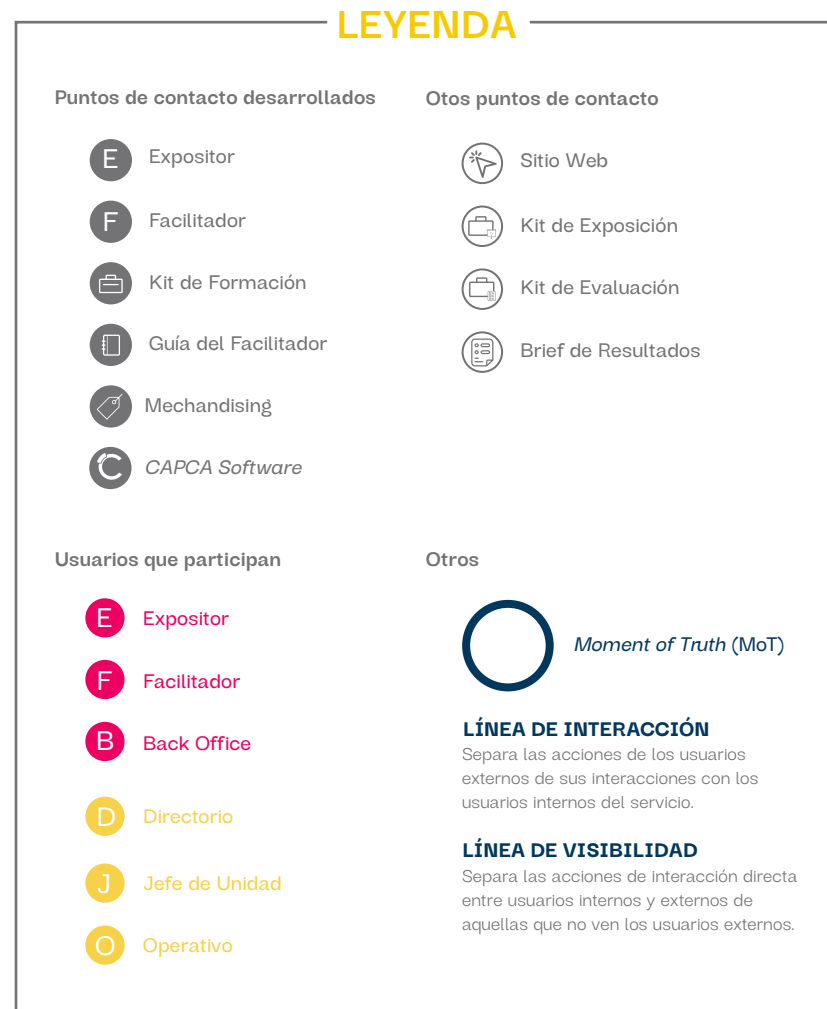 LEYENDA
Puntos de contacto desarrollados
E Expositor
F Facilitador
Kit de Formación
Guía del Facilitador
Mechandising
C CAPCA Software
Otos puntos de contacto
Sitio Web
Kit de Exposición
Kit de Evaluación
Brief de Resultados
Usuarios que participan
E Expositor
F Facilitador
B Back Office
D Directorio
J Jefe de Unidad
O Operativo
Otros
Moment of Truth (MoT)
LÍNEA DE INTERACCIÓN
Separa las acciones de los usuarios
externos de sus interacciones con los
usuarios internos del servicio.
LÍNEA DE VISIBILIDAD
Separa las acciones de interacción directa
entre usuarios internos y externos de
aquellas que no ven los usuarios externos.